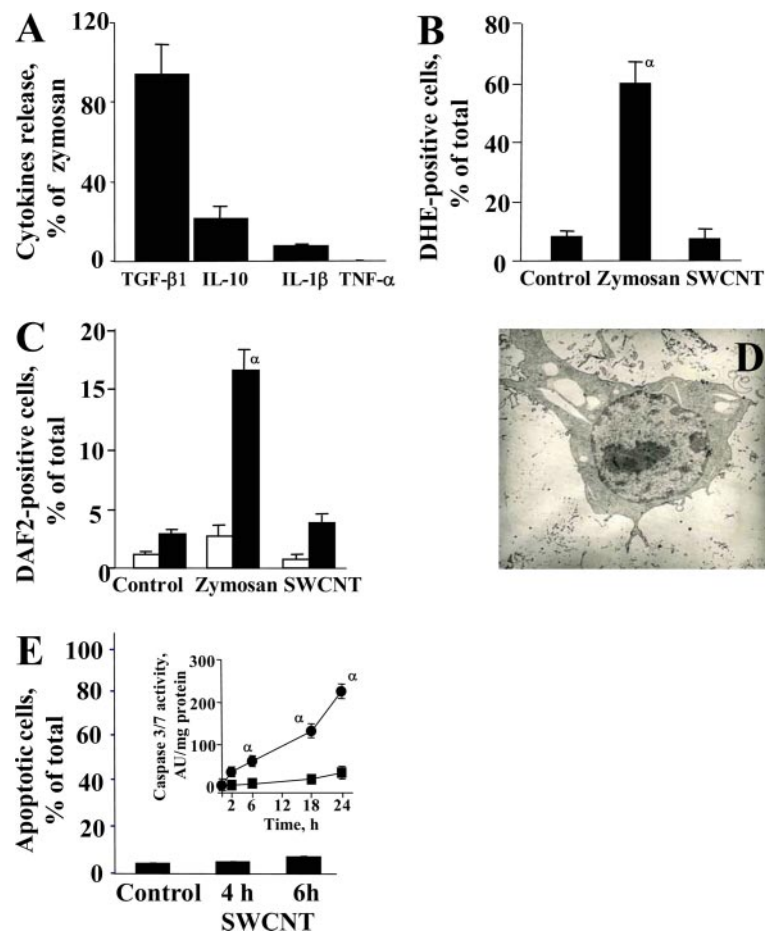 A
Cytokines release,
% of zymosan
120
80
40
0
TGF-β1 IL-10 IL-1β TNF-α
B
DHE-positive cells,
% of total
80
60
40
20
0
α
Control Zymosan SWCNT
C
DAF2-positive cells,
% of total
20
15
10
5
0
α
Control Zymosan SWCNT
D
E
Apoptotic cells,
% of total
100
80
60
40
20
0
Caspase 3/7 activity,
AU/mg protein
300
200
100
0
α
α
α
2 6 12 18 24
Time, h
Control 4 h 6h
SWCNT